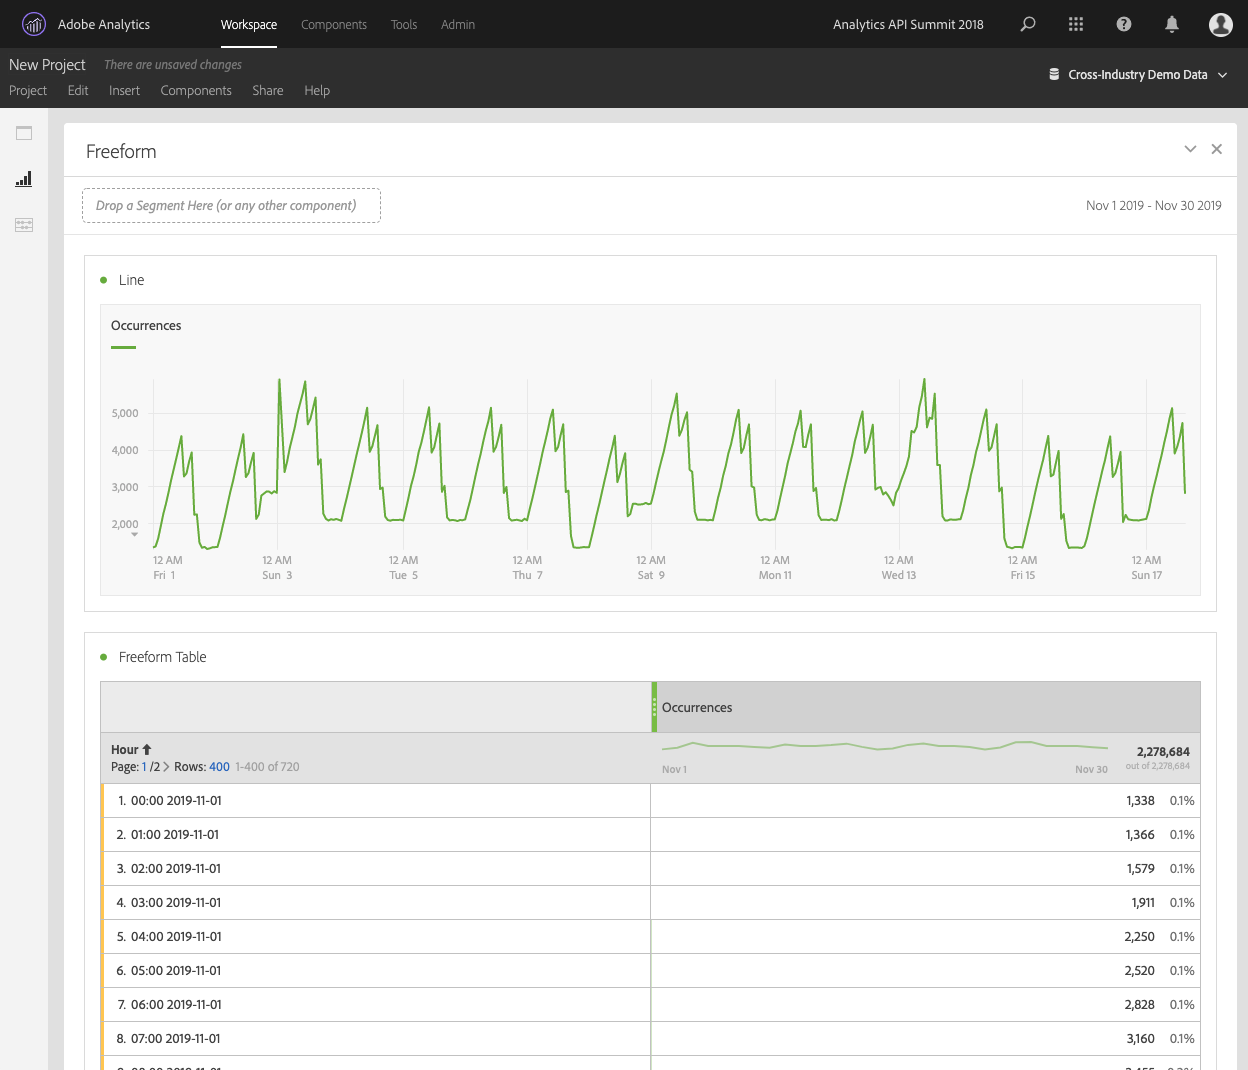 Adobe Analytics Workspace Components Tools Admin Analytics API Summit 2018
New Project There are unsaved changes
Cross-Industry Demo Data
Project Edit Insert Components Share Help
Freeform
Drop a Segment Here (or any other component) Nov 1 2019 - Nov 30 2019
Line
Occurrences
5,000
4,000
3,000
2,000
12 AM 12 AM 12 AM 12 AM 12 AM 12 AM 12 AM 12 AM 12 AM
Fri 1 Sun 3 Tue 5 Thu 7 Sat 9 Mon 11 Wed 13 Fri 15 Sun 17
Freeform Table
Occurrences
Hour 2,278,684
Page: 1 /2 Rows: 400 1-400 of 720 Nov 1 Nov 30 out of 2,278,684
1. 00:00 2019-11-01 1,338 0.1%
2. 01:00 2019-11-01 1,366 0.1%
3. 02:00 2019-11-01 1,579 0.1%
4. 03:00 2019-11-01 1,911 0.1%
5. 04:00 2019-11-01 2,250 0.1%
6. 05:00 2019-11-01 2,520 0.1%
7. 06:00 2019-11-01 2,828 0.1%
8. 07:00 2019-11-01 3,160 0.1%